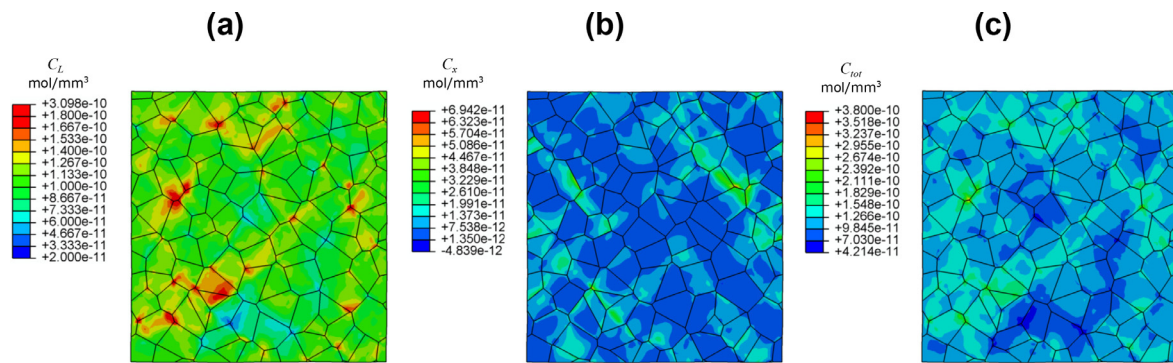 (a)
(b)
(c)
C_L
mol/mm³
+3.098e-10
+1.800e-10
+1.667e-10
+1.533e-10
+1.400e-10
+1.267e-10
+1.133e-10
+1.000e-10
+8.667e-11
+7.333e-11
+6.000e-11
+4.667e-11
+3.333e-11
+2.000e-11
C_x
mol/mm³
+6.942e-11
+6.323e-11
+5.704e-11
+5.086e-11
+4.467e-11
+3.848e-11
+3.229e-11
+2.610e-11
+1.991e-11
+1.373e-11
+7.538e-12
+1.350e-12
-4.839e-12
C_tot
mol/mm³
+3.800e-10
+3.518e-10
+3.237e-10
+2.955e-10
+2.674e-10
+2.392e-10
+2.111e-10
+1.829e-10
+1.548e-10
+1.266e-10
+9.845e-11
+7.030e-11
+4.214e-11